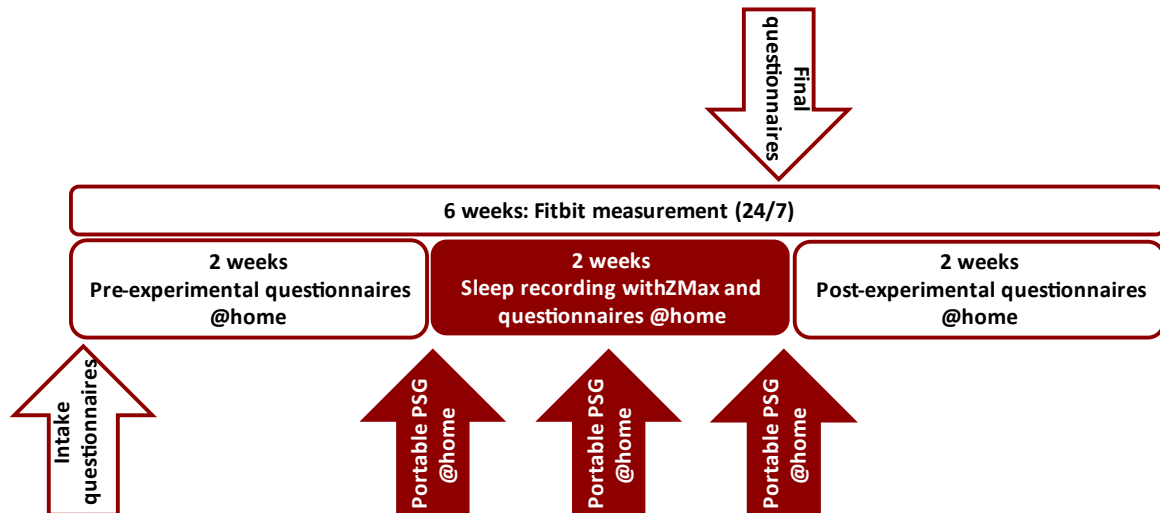 Final
questionnaires
6 weeks: Fitbit measurement (24/7)
2 weeks
Pre-experimental questionnaires
@home
2 weeks
Sleep recording withZMax and
questionnaires @home
2 weeks
Post-experimental questionnaires
@home
Intake
questionnaires
Portable PSG
@home
Portable PSG
@home
Portable PSG
@home